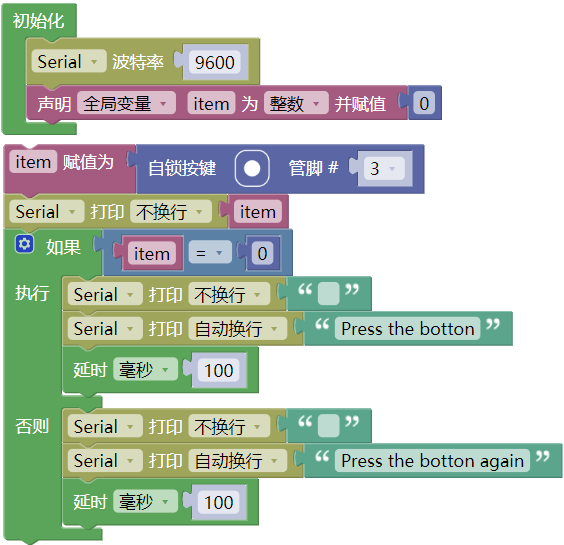 初始化
Serial 波特率 9600
声明 全局变量 item 为 整数 并赋值 0
item 赋值为 自锁按键 管脚 # 3
Serial 打印 不换行 item
如果 item = 0
执行 Serial 打印 不换行 “ ”
Serial 打印 自动换行 “ Press the botton ”
延时 毫秒 100
否则 Serial 打印 不换行 “ ”
Serial 打印 自动换行 “ Press the botton again ”
延时 毫秒 100